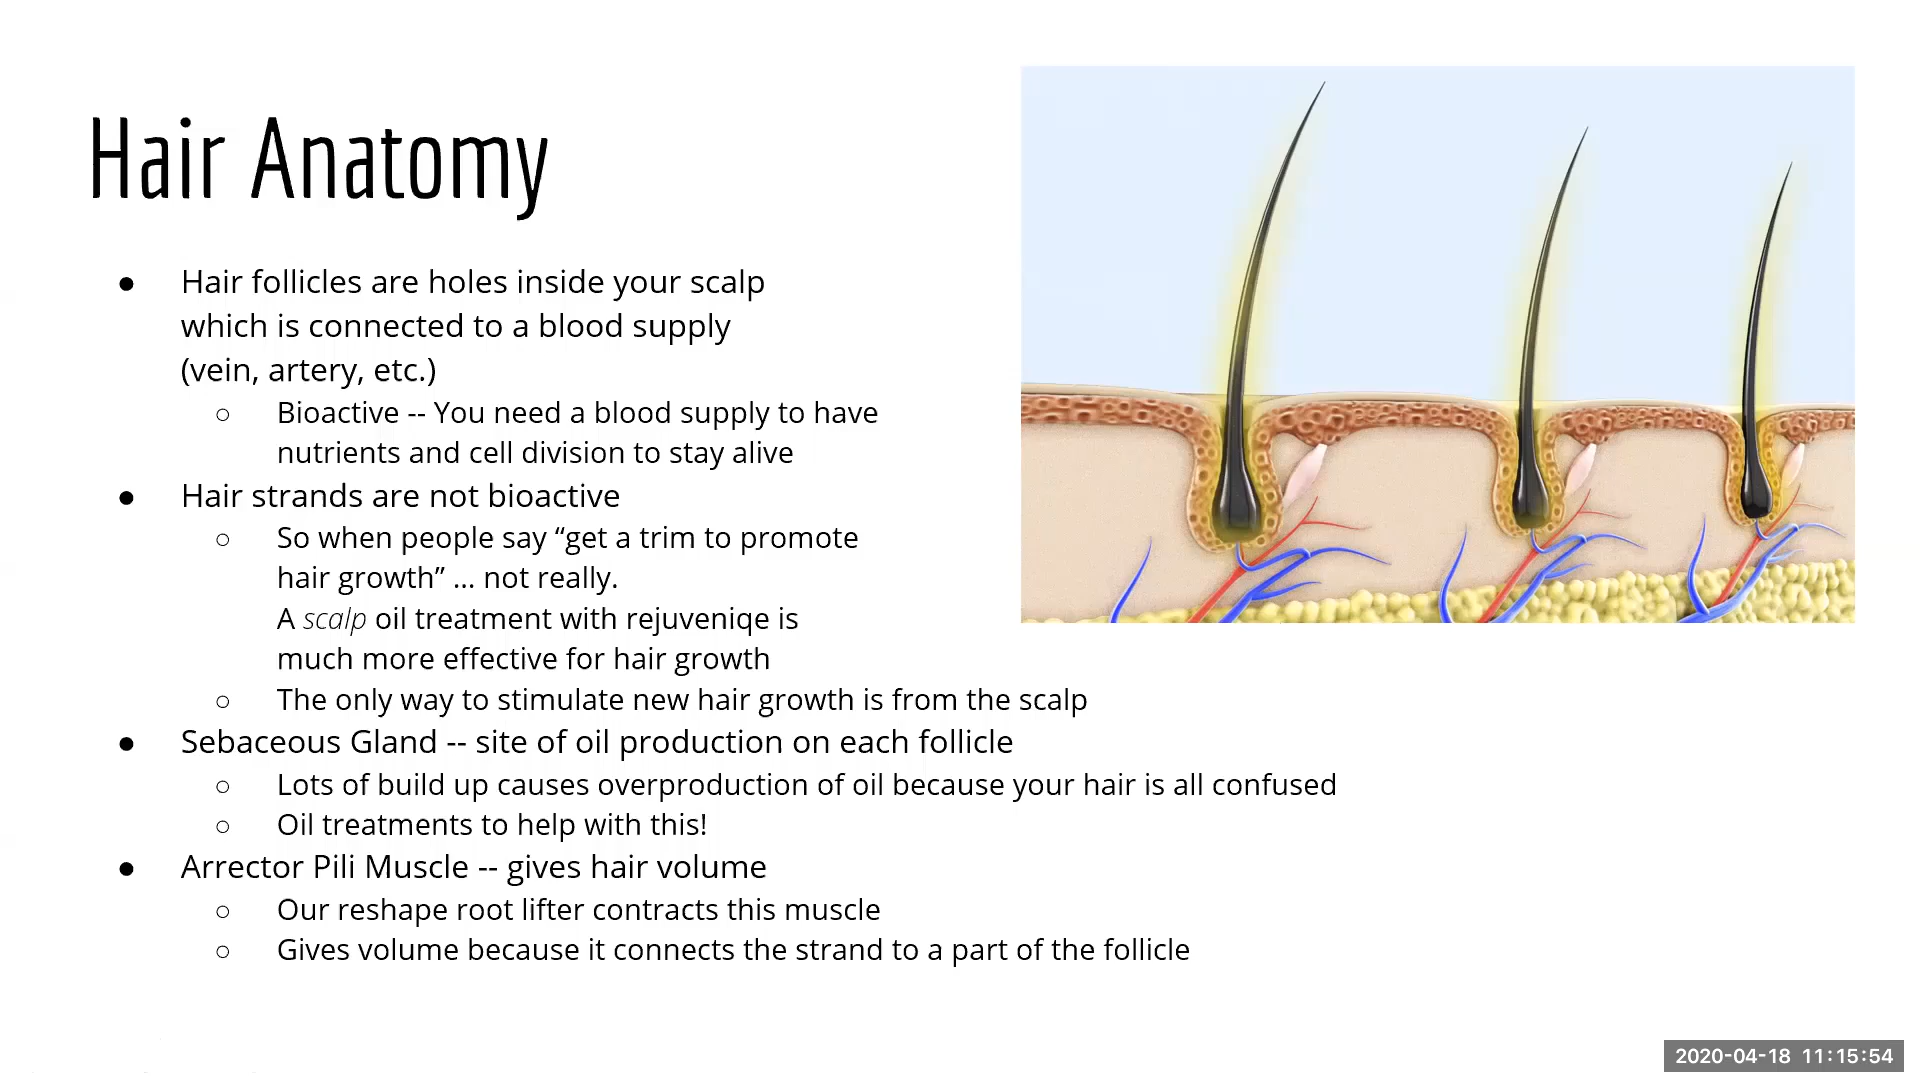 Hair Anatomy
● Hair follicles are holes inside your scalp
which is connected to a blood supply
(vein, artery, etc.)
○ Bioactive -- You need a blood supply to have
nutrients and cell division to stay alive
● Hair strands are not bioactive
○ So when people say “get a trim to promote
hair growth” ... not really.
A scalp oil treatment with rejuveniqe is
much more effective for hair growth
○ The only way to stimulate new hair growth is from the scalp
● Sebaceous Gland -- site of oil production on each follicle
○ Lots of build up causes overproduction of oil because your hair is all confused
○ Oil treatments to help with this!
● Arrector Pili Muscle -- gives hair volume
○ Our reshape root lifter contracts this muscle
○ Gives volume because it connects the strand to a part of the follicle
2020-04-18 11:15:54